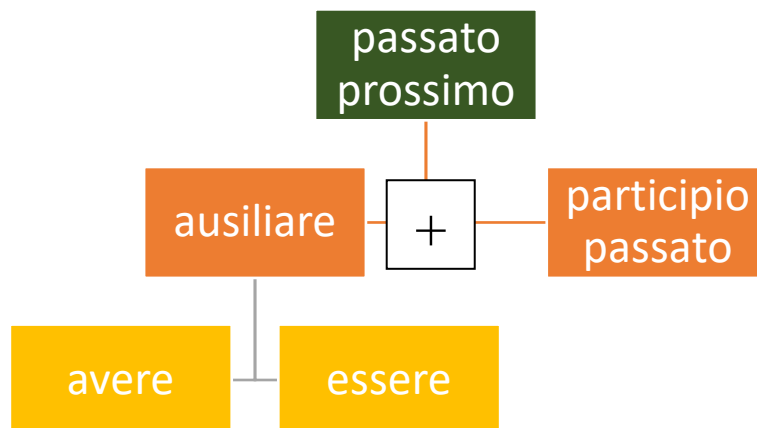 passato
prossimo
ausiliare
+
participio
passato
avere
essere